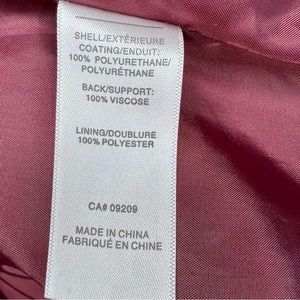 SHELL/EXTÉRIEURE
COATING/ENDUIT:
100% POLYURETHANE/
POLYURÉTHANE
BACK/SUPPORT:
100% VISCOSE
LINING/DOUBLURE
100% POLYESTER
CA# 09209
MADE IN CHINA
FABRIQUÉ EN CHINE